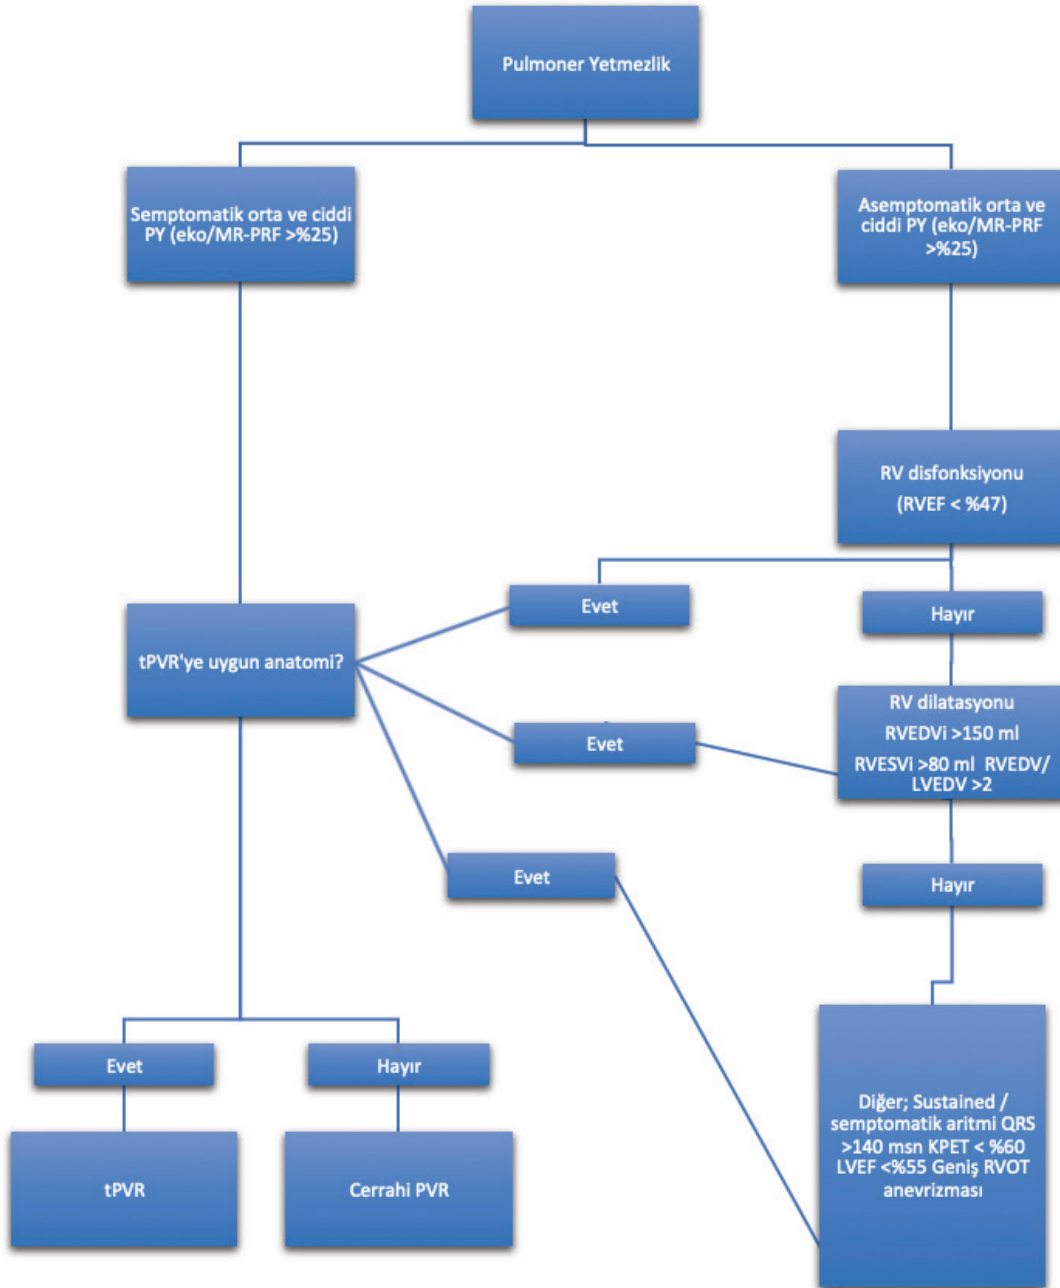 Pulmoner Yetmezlik
Semptomatik orta ve ciddi
PY (eko/MR-PRF >%25)
Asemptomatik orta ve
ciddi PY (eko/MR-PRF
>%25)
RV disfonksiyonu
(RVEF < %47)
Evet
Hayır
tPVR'ye uygun anatomi?
RV dilatasyonu
RVEDVi >150 ml
RVESVi >80 ml RVEDV/
LVEDV >2
Evet
Evet
Hayır
Evet
Hayır
Diğer; Sustained /
semptomatik aritmi QRS
>140 msn KPET < %60
LVEF <%55 Geniş RVOT
anevrizması
tPVR
Cerrahi PVR